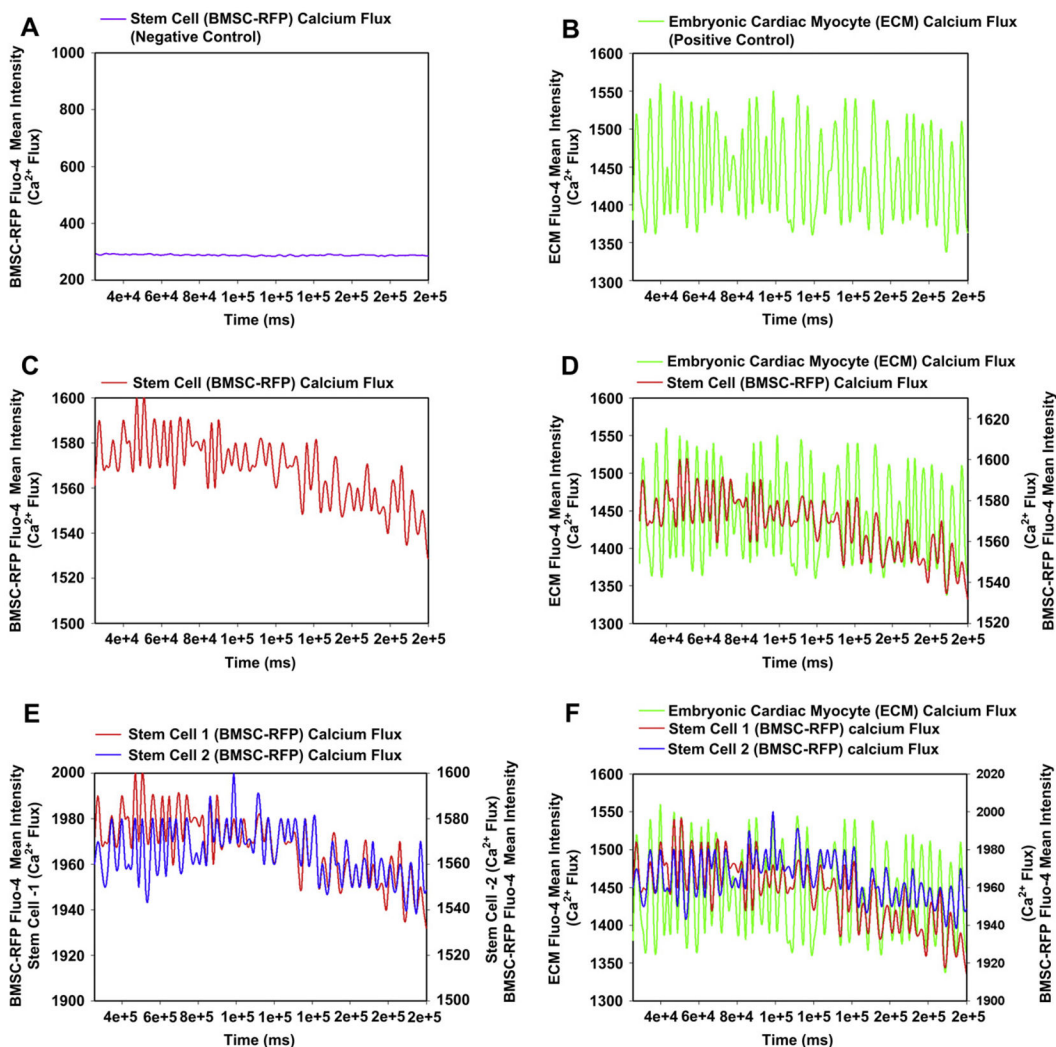 A
Stem Cell (BMSC-RFP) Calcium Flux
(Negative Control)
BMSC-RFP Fluo-4 Mean Intensity
(Ca2+ Flux)
1000
800
600
400
200
4e+4 6e+4 8e+4 1e+5 1e+5 1e+5 2e+5 2e+5 2e+5
Time (ms)
B
Embryonic Cardiac Myocyte (ECM) Calcium Flux
(Positive Control)
ECM Fluo-4 Mean Intensity
(Ca2+ Flux)
1600
1550
1500
1450
1400
1350
1300
4e+4 6e+4 8e+4 1e+5 1e+5 1e+5 2e+5 2e+5 2e+5
Time (ms)
C
Stem Cell (BMSC-RFP) Calcium Flux
BMSC-RFP Fluo-4 Mean Intensity
(Ca2+ Flux)
1600
1580
1560
1540
1520
1500
4e+4 6e+4 8e+4 1e+5 1e+5 1e+5 2e+5 2e+5 2e+5
Time (ms)
D
Embryonic Cardiac Myocyte (ECM) Calcium Flux
Stem Cell (BMSC-RFP) Calcium Flux
ECM Fluo-4 Mean Intensity
(Ca2+ Flux)
1600
1550
1500
1450
1400
1350
1300
1620
1600
1580
1560
1540
1520
(Ca2+ Flux)
BMSC-RFP Fluo-4 Mean Intensity
4e+4 6e+4 8e+4 1e+5 1e+5 1e+5 2e+5 2e+5 2e+5
Time (ms)
E
Stem Cell 1 (BMSC-RFP) Calcium Flux
Stem Cell 2 (BMSC-RFP) Calcium Flux
BMSC-RFP Fluo-4 Mean Intensity
Stem Cell -1 (Ca2+ Flux)
2000
1980
1960
1940
1920
1900
1600
1580
1560
1540
1520
1500
Stem Cell -2 (Ca2+ Flux)
BMSC-RFP Fluo-4 Mean Intensity
4e+5 6e+5 8e+5 1e+5 1e+5 1e+5 2e+5 2e+5 2e+5
Time (ms)
F
Embryonic Cardiac Myocyte (ECM) Calcium Flux
Stem Cell 1 (BMSC-RFP) calcium Flux
Stem Cell 2 (BMSC-RFP) calcium Flux
ECM Fluo-4 Mean Intensity
(Ca2+ Flux)
1600
1550
1500
1450
1400
1350
1300
2020
2000
1980
1960
1940
1920
1900
(Ca2+ Flux)
BMSC-RFP Fluo-4 Mean Intensity
4e+4 6e+4 8e+4 1e+5 1e+5 1e+5 2e+5 2e+5 2e+5
Time (ms)